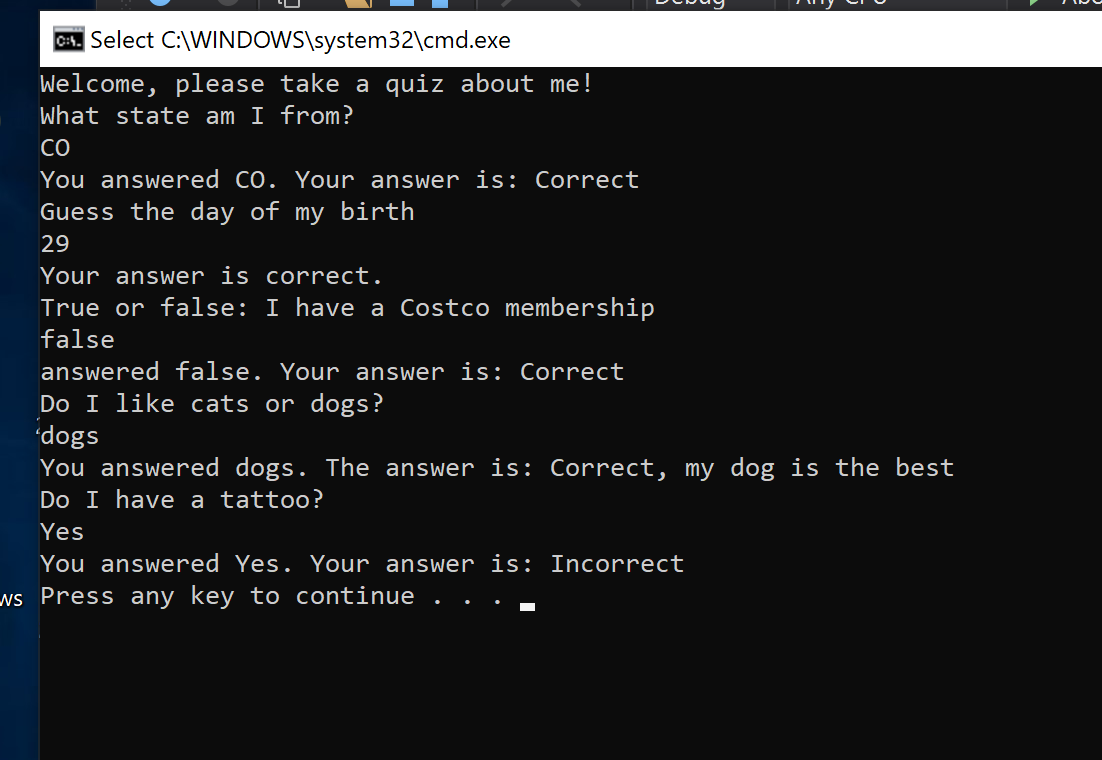 Select C:\WINDOWS\system32\cmd.exe
Welcome, please take a quiz about me!
What state am I from?
CO
You answered CO. Your answer is: Correct
Guess the day of my birth
29
Your answer is correct.
True or false: I have a Costco membership
false
answered false. Your answer is: Correct
Do I like cats or dogs?
dogs
You answered dogs. The answer is: Correct, my dog is the best
Do I have a tattoo?
Yes
You answered Yes. Your answer is: Incorrect
Press any key to continue . . .